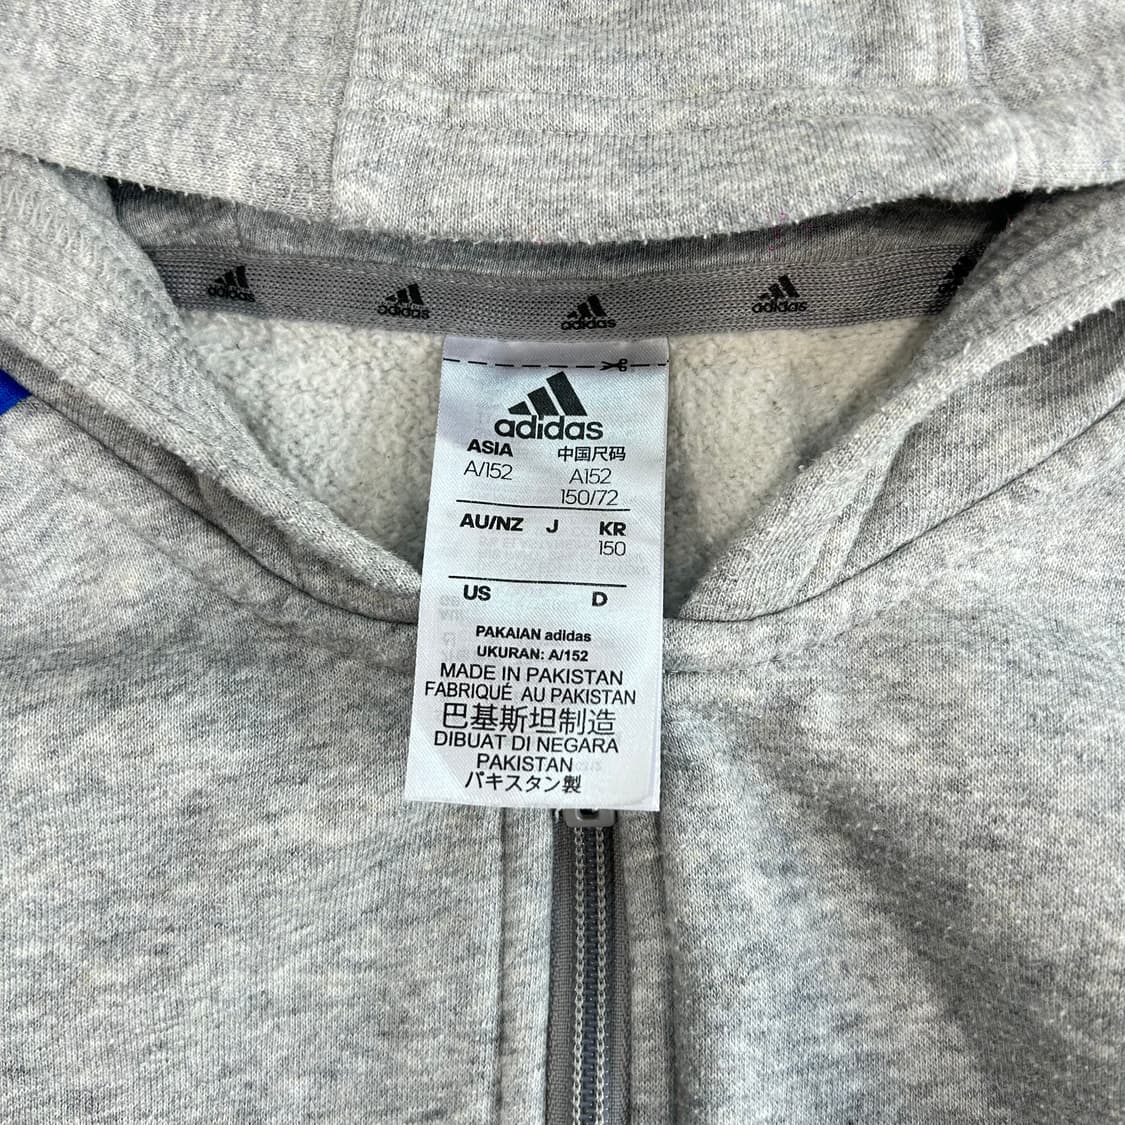 adidas
adidas
adidas
adidas
adidas
adidas
ASIA 中国尺码
A/152 A152
150/72
AU/NZ J KR
150
US D
PAKAIAN adidas
UKURAN: A/152
MADE IN PAKISTAN
FABRIQUÉ AU PAKISTAN
巴基斯坦制造
DIBUAT DI NEGARA
PAKISTAN
パキスタン製